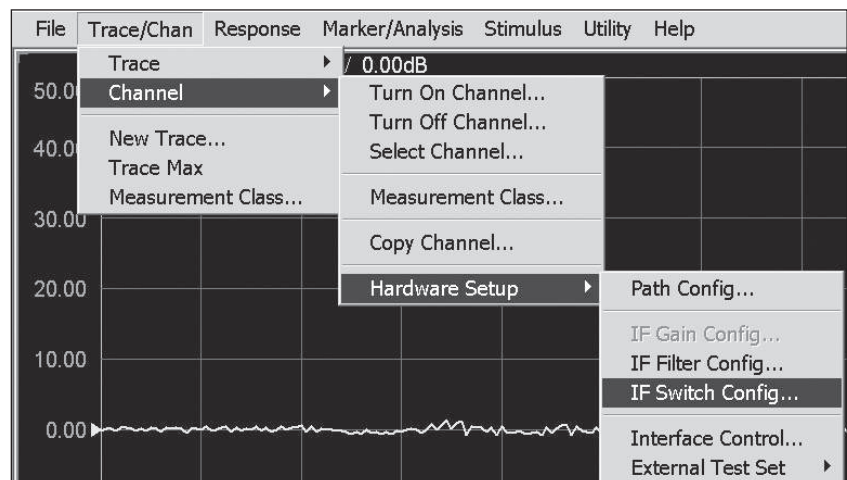 File Trace/Chan Response Marker/Analysis Stimulus Utility Help
Trace
/ 0.00dB
Channel
New Trace...
Trace Max
Measurement Class...
Turn On Channel...
Turn Off Channel...
Select Channel...
Measurement Class...
Copy Channel...
Hardware Setup
Path Config...
IF Gain Config...
IF Filter Config...
IF Switch Config...
Interface Control...
External Test Set
50.0
40.0
30.00
20.00
10.00
0.00